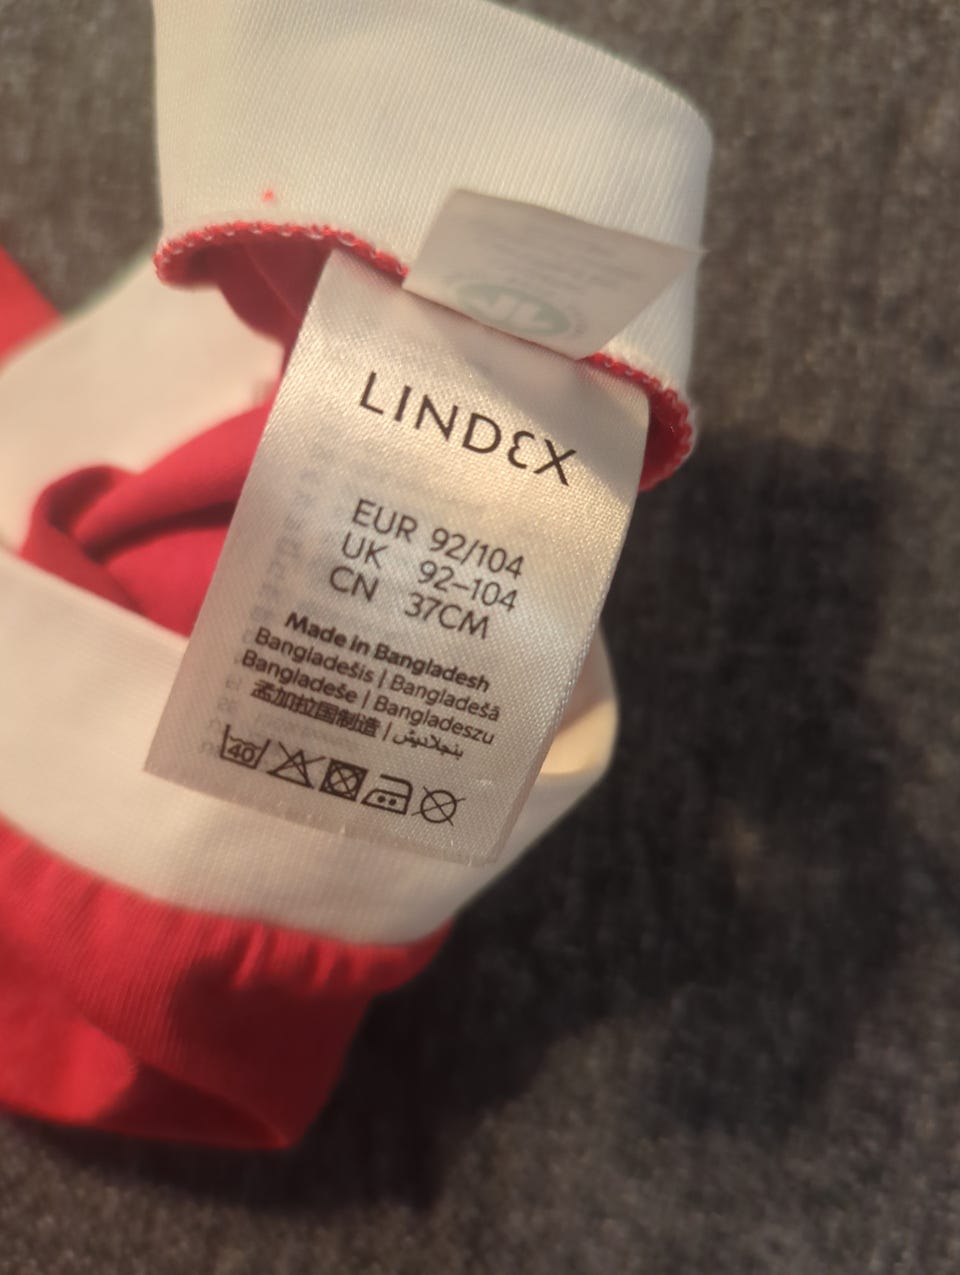 LINDEX
EUR 92/104
UK 92–104
CN 37CM
Made in Bangladesh
Bangladešis | Bangladešā
Bangladeše | Bangladeszu
孟加拉国制造 | بنجلاديش
40